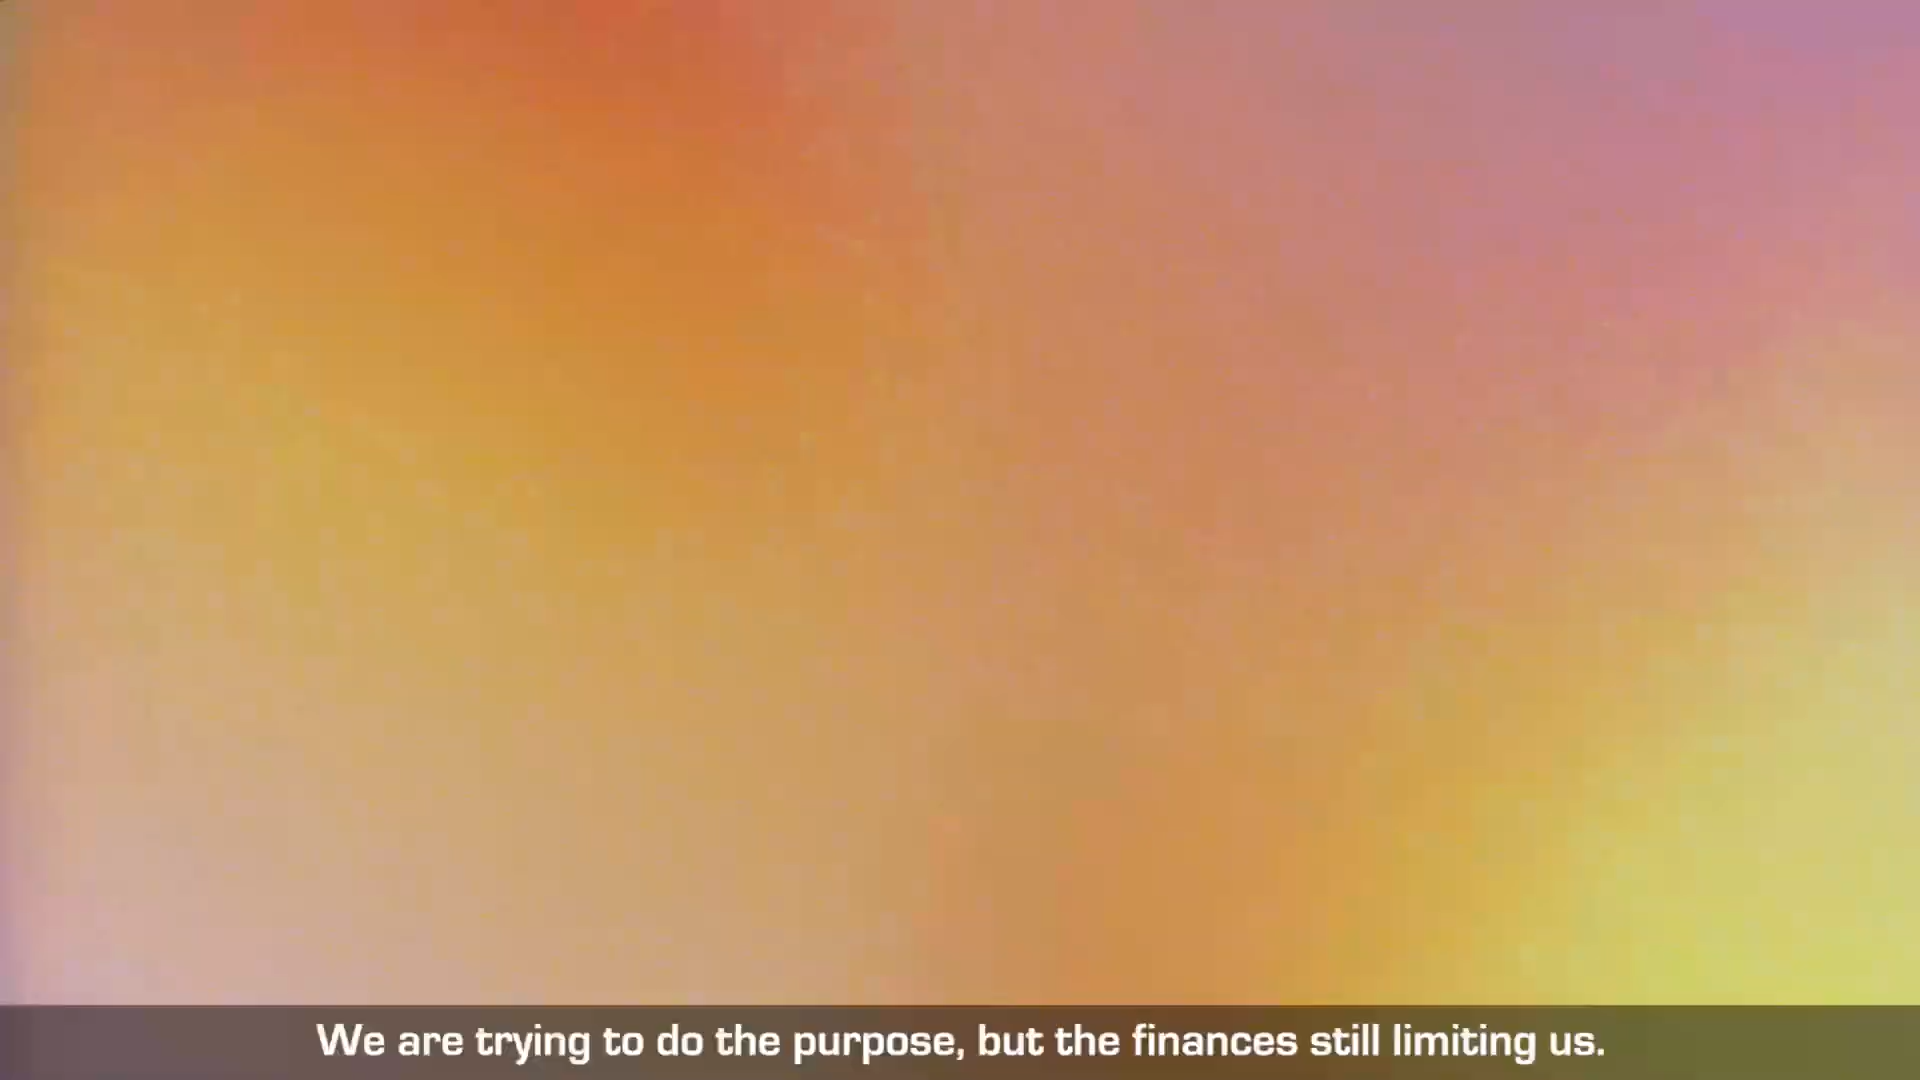 We are trying to do the purpose, but the finances still limiting us.